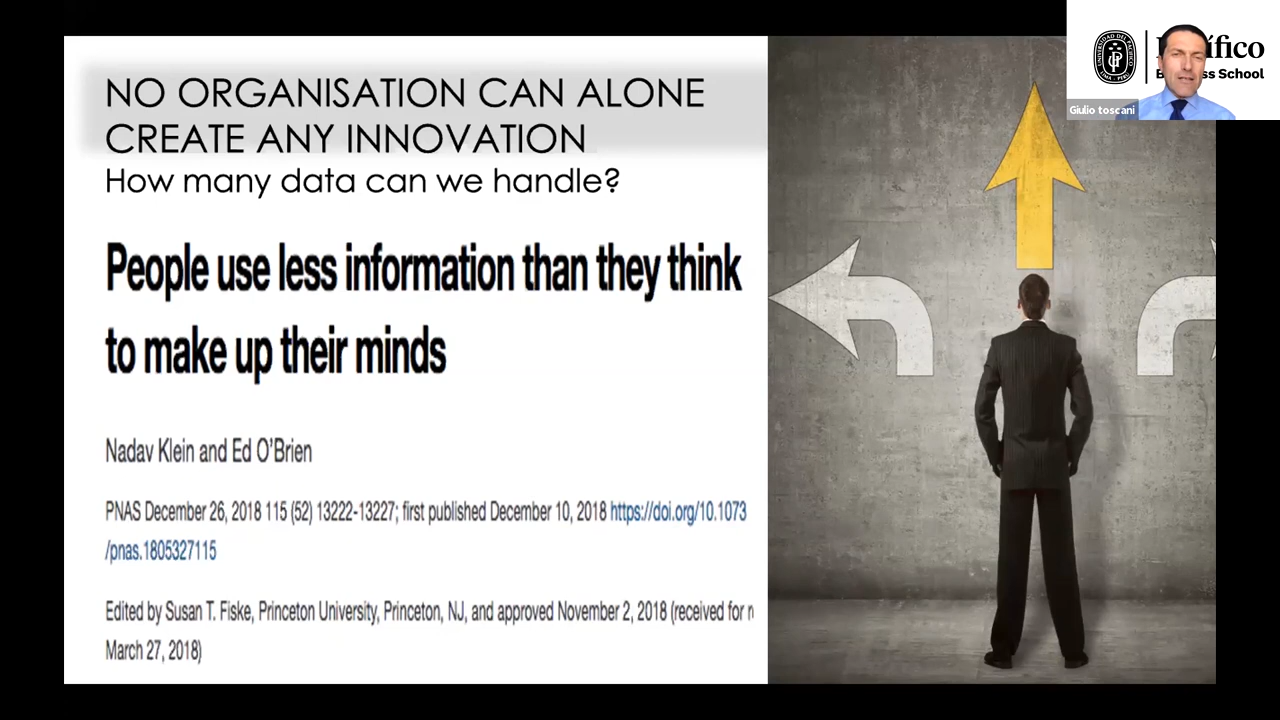 NO ORGANISATION CAN ALONE
CREATE ANY INNOVATION
How many data can we handle?
People use less information than they think
to make up their minds
Nadav Klein and Ed O'Brien
PNAS December 26, 2018 115 (52) 13222-13227; first published December 10, 2018 https://doi.org/10.1073
/pnas.1805327115
Edited by Susan T. Fiske, Princeton University, Princeton, NJ, and approved November 2, 2018 (received for
March 27, 2018)
School
Giulio toscani